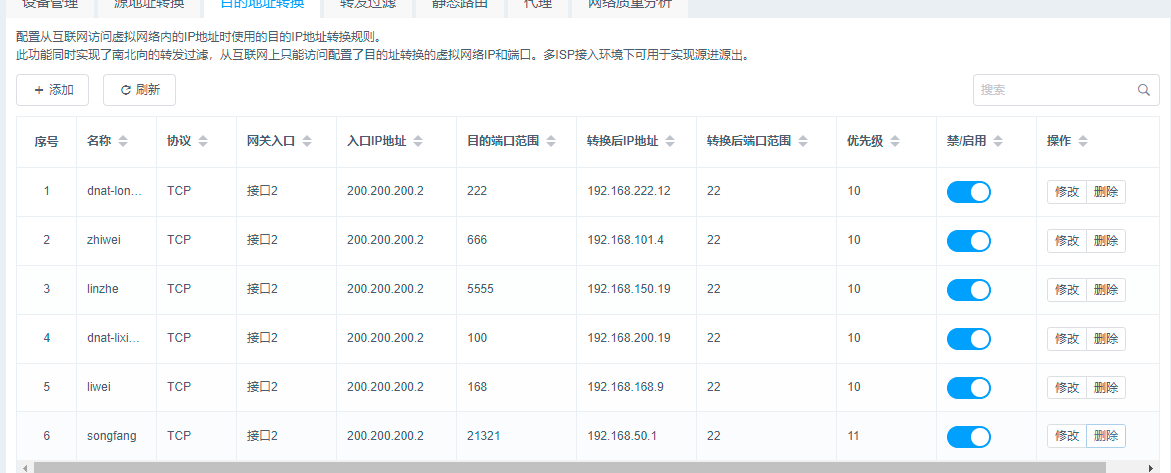 设备管理 源地址转换 目的地址转换 转发过滤 静态路由 代理 网络质量分析
配置从互联网访问虚拟网络内的IP地址时使用的目的IP地址转换规则。
此功能同时实现了南北向的转发过滤，从互联网上只能访问配置了目的址转换的虚拟网络IP和端口。多ISP接入环境下可用于实现源进源出。
+ 添加 刷新 搜索
序号 名称 协议 网关入口 入口IP地址 目的端口范围 转换后IP地址 转换后端口范围 优先级 禁/启用 操作
1 dnat-lon... TCP 接口2 200.200.200.2 222 192.168.222.12 22 10 修改 删除
2 zhiwei TCP 接口2 200.200.200.2 666 192.168.101.4 22 10 修改 删除
3 linzhe TCP 接口2 200.200.200.2 5555 192.168.150.19 22 10 修改 删除
4 dnat-lixi... TCP 接口2 200.200.200.2 100 192.168.200.19 22 10 修改 删除
5 liwei TCP 接口2 200.200.200.2 168 192.168.168.9 22 10 修改 删除
6 songfang TCP 接口2 200.200.200.2 21321 192.168.50.1 22 11 修改 删除